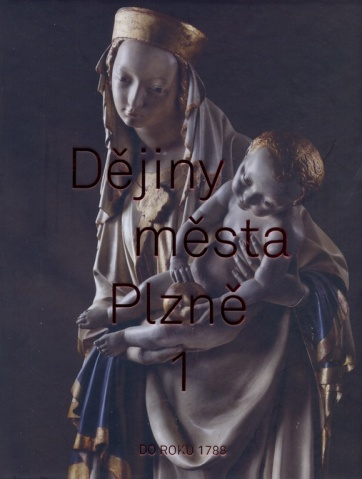 Dějiny
města
Plzně
1
DO ROKU 1788